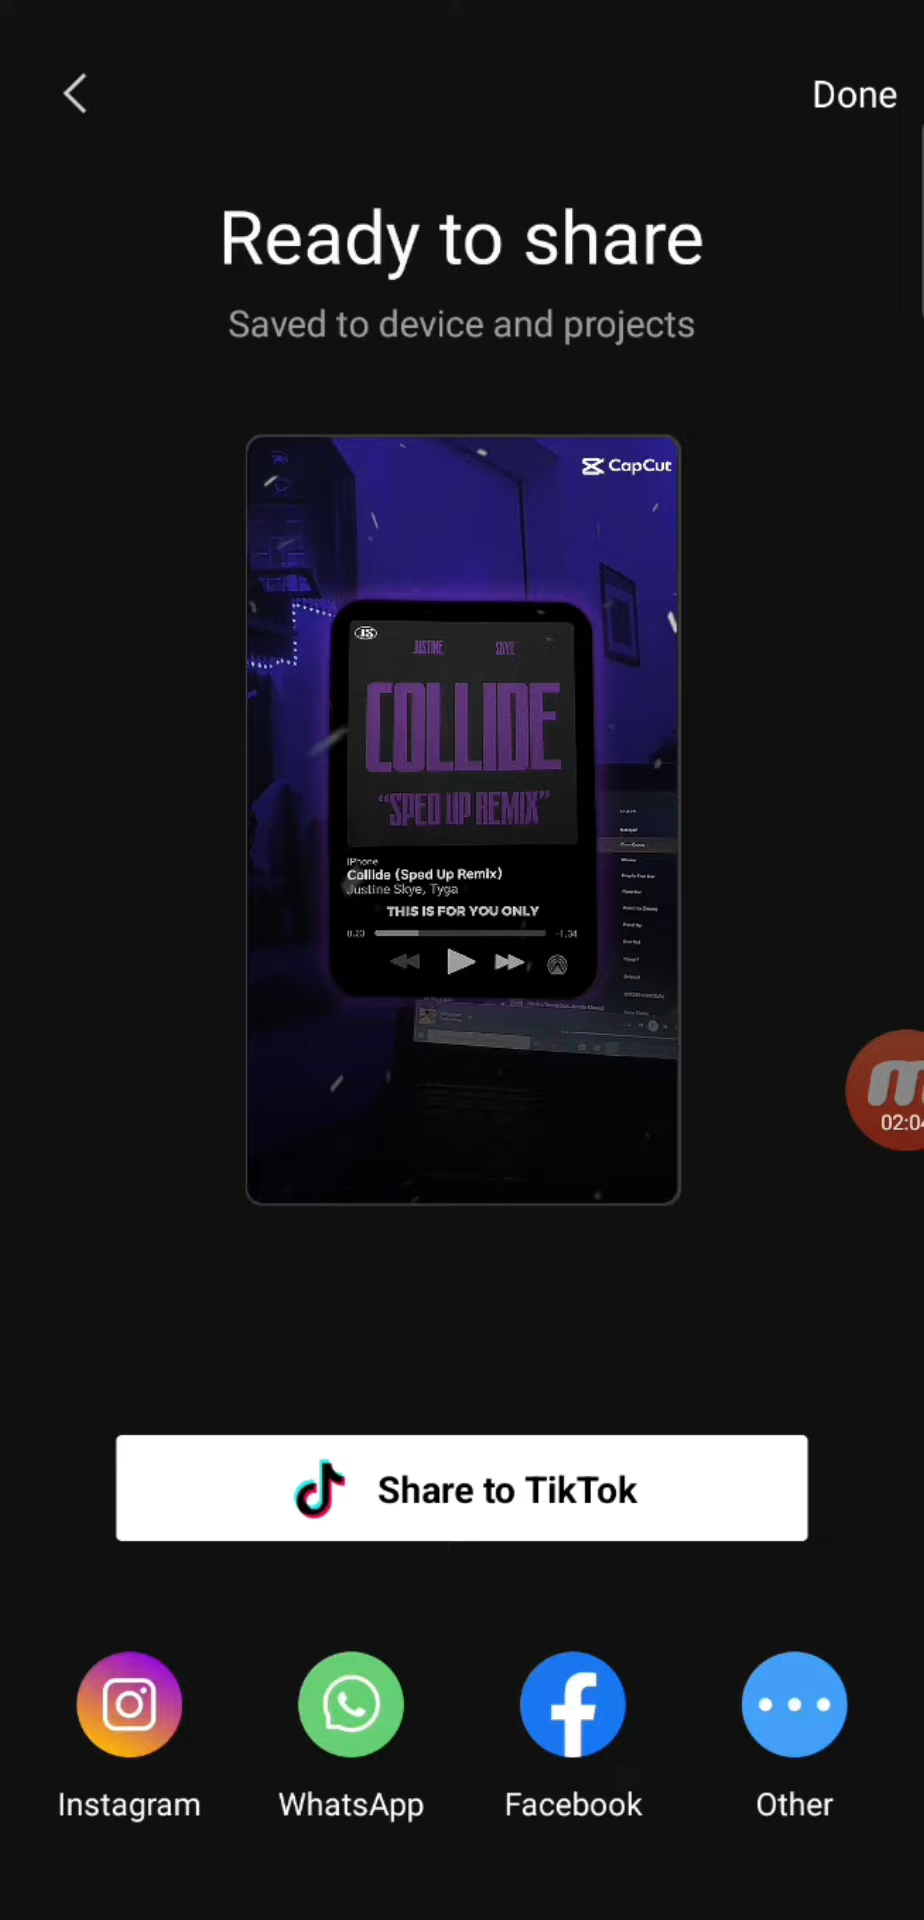 Done
Ready to share
Saved to device and projects
CapCut
JS
JUSTINE SKYE
COLLIDE
"SPED UP REMIX"
iPhone
Collide (Sped Up Remix)
Justine Skye, Tyga
THIS IS FOR YOU ONLY
0.23 -1.34
02:04
Share to TikTok
Instagram WhatsApp Facebook Other